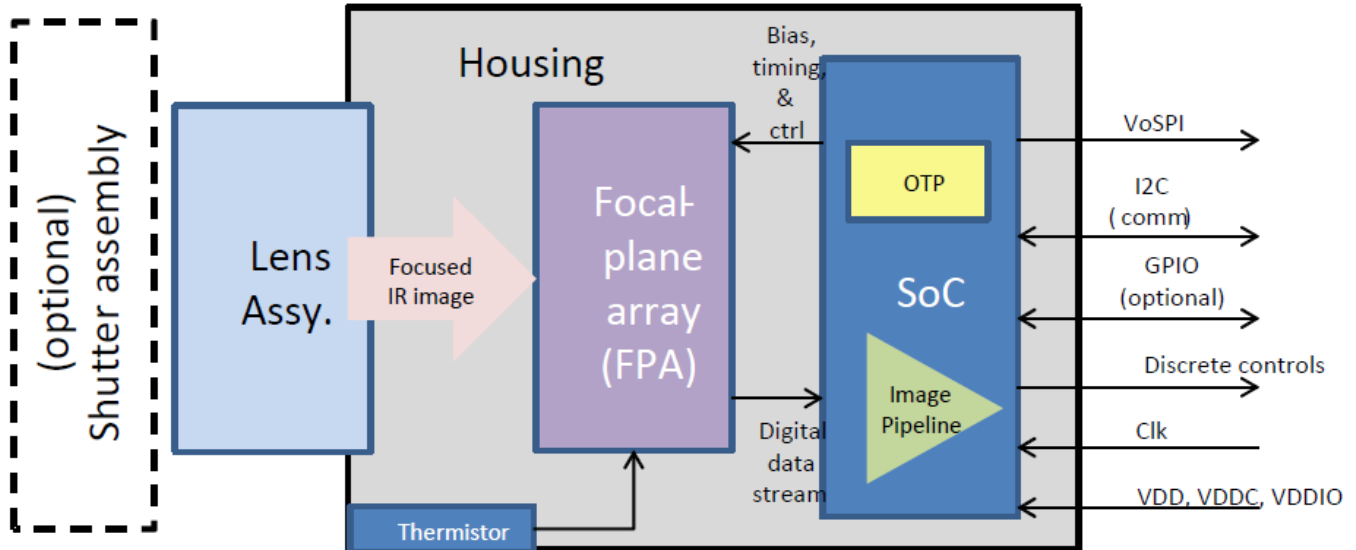 (optional)
Shutter assembly
Lens
Assy.
Housing
Focused
IR image
Focal-
plane
array
(FPA)
Thermistor
Bias,
timing,
&
ctrl
Digital
data
stream
OTP
SoC
Image
Pipeline
VoSPI
I2C
( comm)
GPIO
(optional)
Discrete controls
Clk
VDD, VDDC, VDDIO